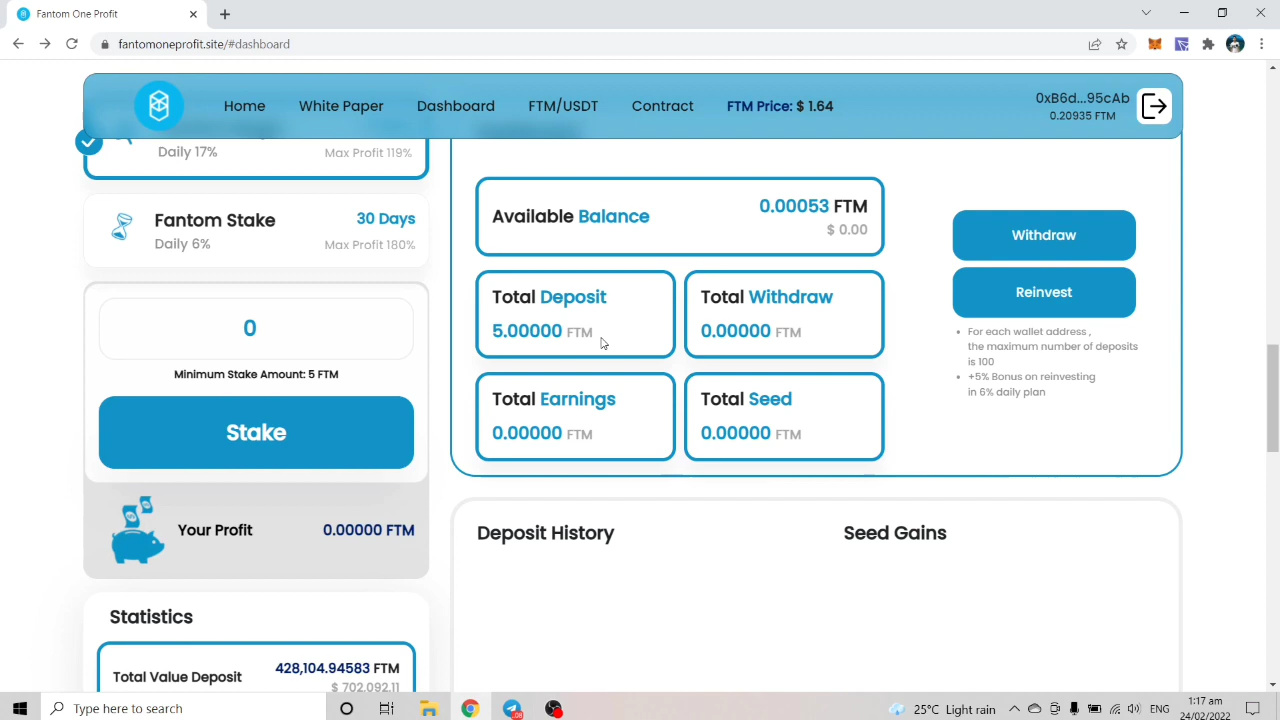 Fantom One Profit
fantomoneprofit.site/#dashboard
Home
White Paper
Dashboard
FTM/USDT
Contract
FTM Price: $ 1.64
0xB6d...95cAb
0.20935 FTM
Daily 17%
Max Profit 119%
Fantom Stake
30 Days
Daily 6%
Max Profit 180%
0
Minimum Stake Amount: 5 FTM
Stake
Your Profit
0.00000 FTM
Statistics
Total Value Deposit
428,104.94583 FTM
$ 702,092.11
Available Balance
0.00053 FTM
$ 0.00
Total Deposit
5.00000 FTM
Total Withdraw
0.00000 FTM
Total Earnings
0.00000 FTM
Total Seed
0.00000 FTM
Withdraw
Reinvest
For each wallet address ,
the maximum number of deposits
is 100
+5% Bonus on reinvesting
in 6% daily plan
Deposit History
Seed Gains
Type here to search
25°C Light rain
ENG
1:17 am
24/02/2022